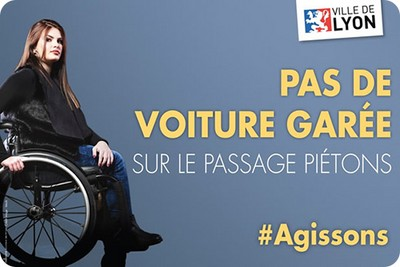 VILLE DE
LYON
PAS DE
VOITURE GARÉE
SUR LE PASSAGE PIÉTONS
#Agissons